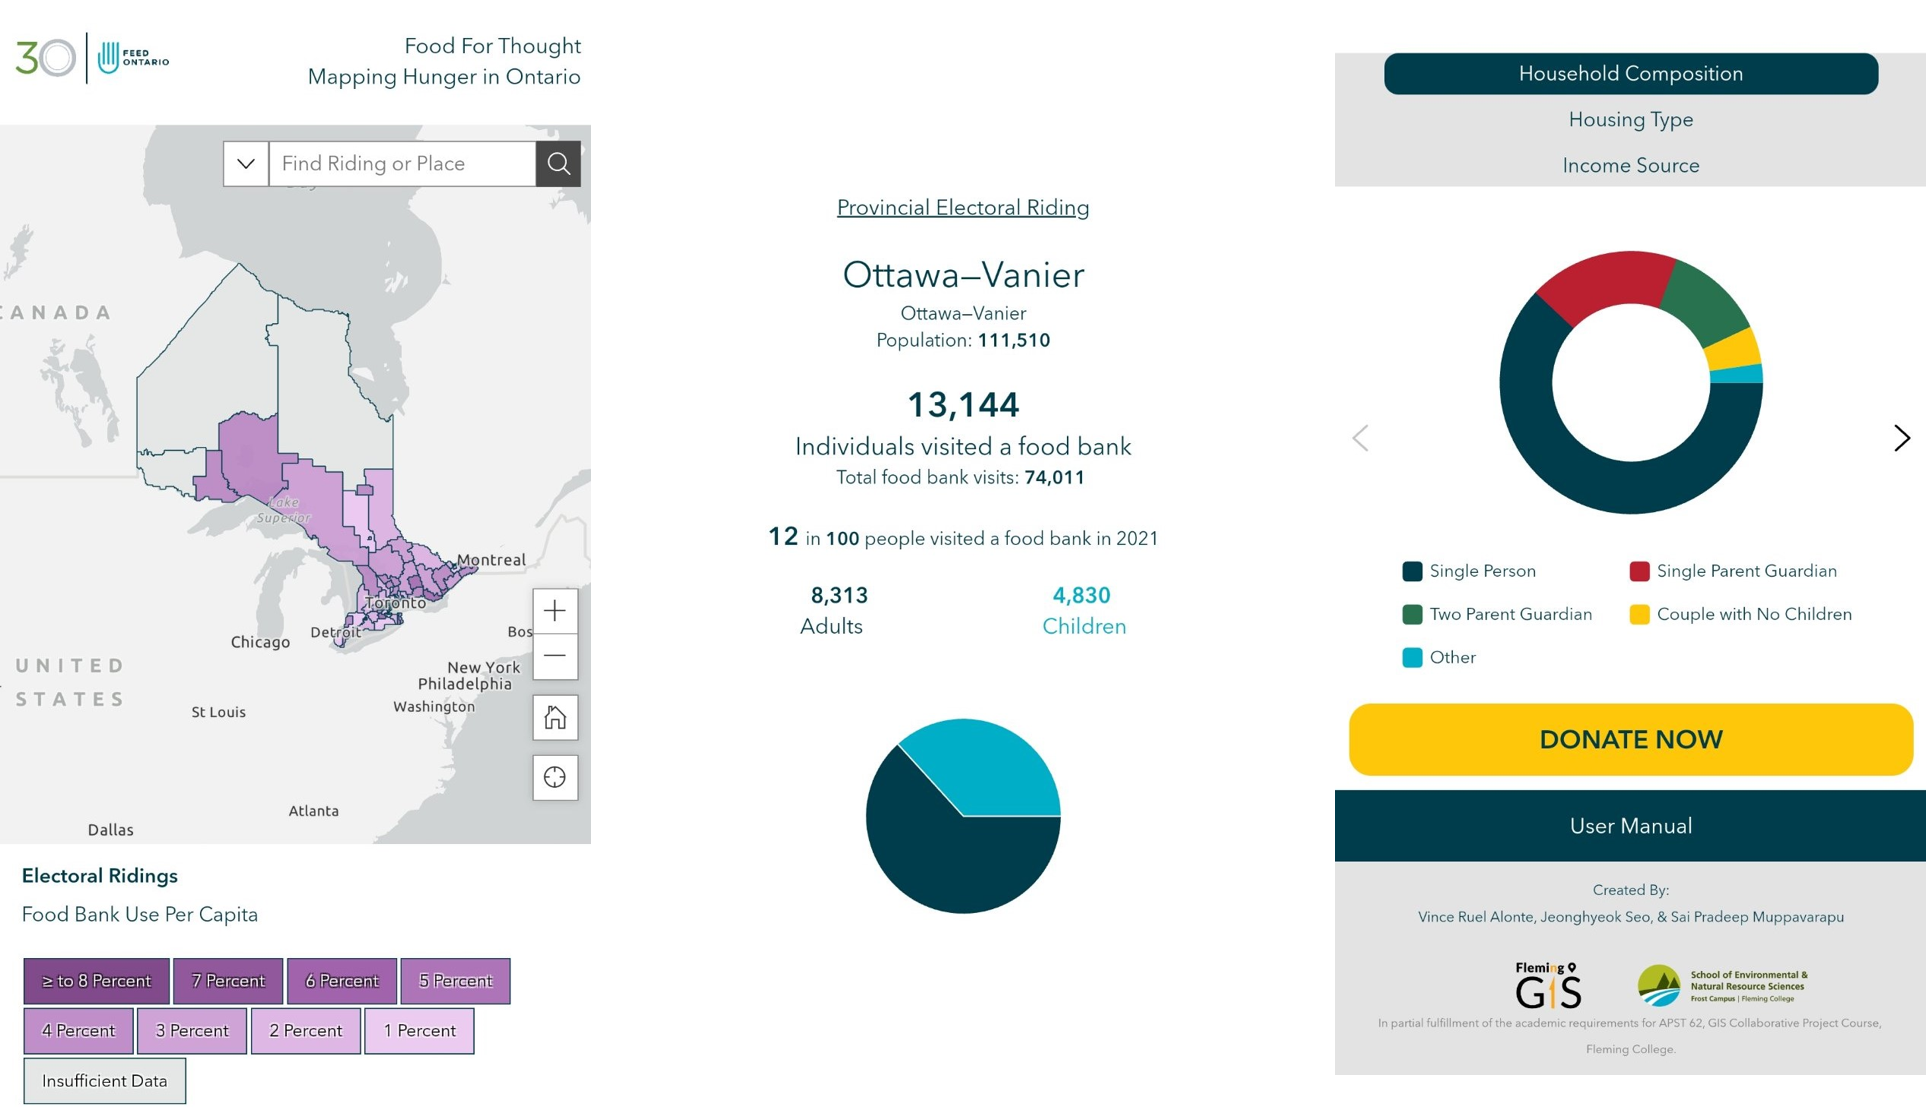 30
FEED
ONTARIO
Food For Thought
Mapping Hunger in Ontario
Find Riding or Place
CANADA
Lake
Superior
Montreal
Toronto
Detroit
Chicago
Bos
UNITED
STATES
New York
Philadelphia
Washington
St Louis
Atlanta
Dallas
Electoral Ridings
Food Bank Use Per Capita
≥ to 8 Percent
7 Percent
6 Percent
5 Percent
4 Percent
3 Percent
2 Percent
1 Percent
Insufficient Data
Provincial Electoral Riding
Ottawa–Vanier
Ottawa–Vanier
Population: 111,510
13,144
Individuals visited a food bank
Total food bank visits: 74,011
12 in 100 people visited a food bank in 2021
8,313
Adults
4,830
Children
Household Composition
Housing Type
Income Source
Single Person
Single Parent Guardian
Two Parent Guardian
Couple with No Children
Other
DONATE NOW
User Manual
Created By:
Vince Ruel Alonte, Jeonghyeok Seo, & Sai Pradeep Muppavarapu
Fleming
GIS
School of Environmental &
Natural Resource Sciences
Frost Campus | Fleming College
In partial fulfillment of the academic requirements for APST 62, GIS Collaborative Project Course,
Fleming College.